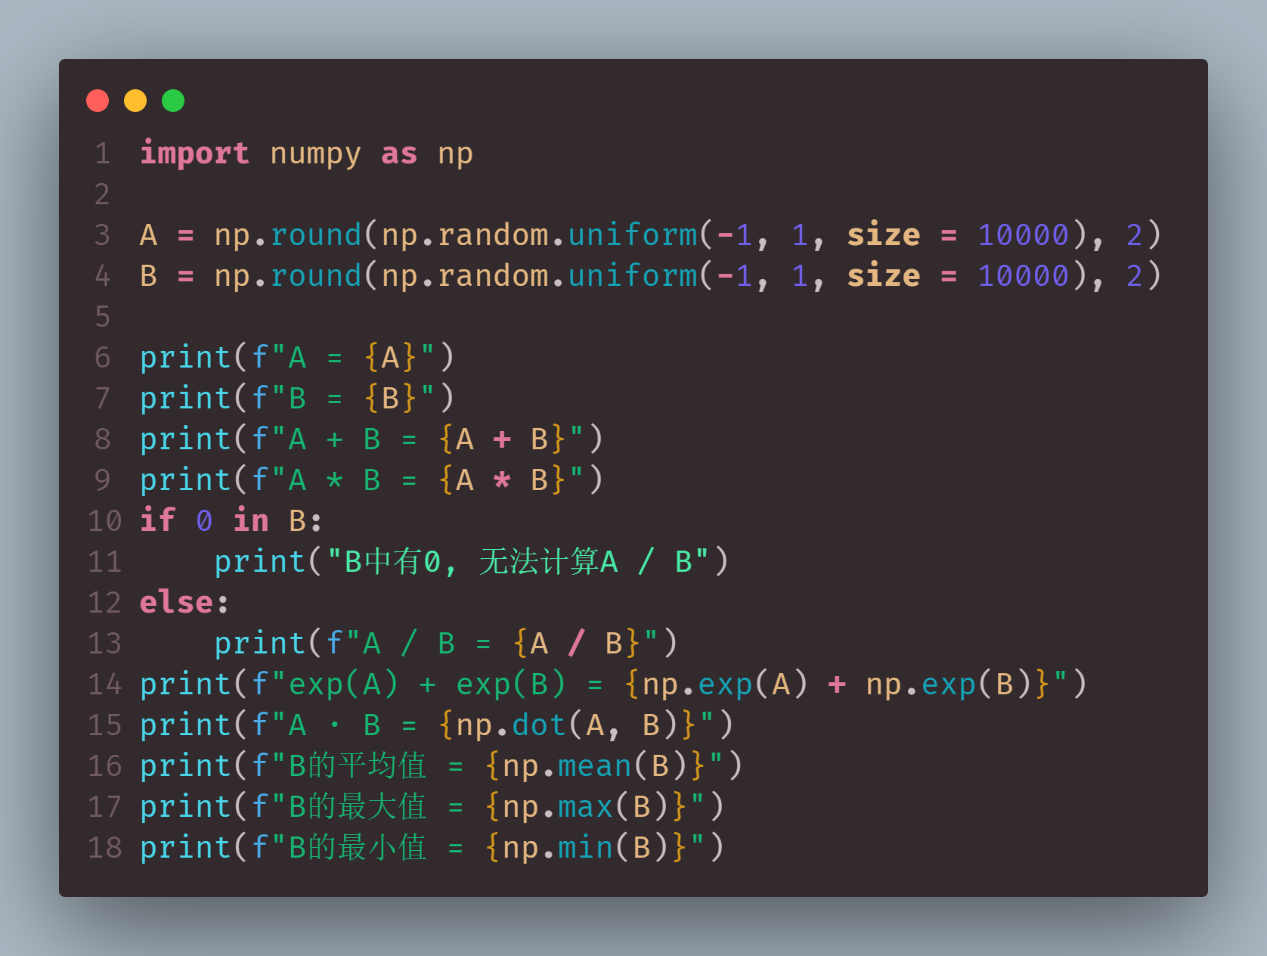 1 import numpy as np
2
3 A = np.round(np.random.uniform(-1, 1, size = 10000), 2)
4 B = np.round(np.random.uniform(-1, 1, size = 10000), 2)
5
6 print(f"A = {A}")
7 print(f"B = {B}")
8 print(f"A + B = {A + B}")
9 print(f"A * B = {A * B}")
10 if 0 in B:
11     print("B中有0, 无法计算A / B")
12 else:
13     print(f"A / B = {A / B}")
14 print(f"exp(A) + exp(B) = {np.exp(A) + np.exp(B)}")
15 print(f"A · B = {np.dot(A, B)}")
16 print(f"B的平均值 = {np.mean(B)}")
17 print(f"B的最大值 = {np.max(B)}")
18 print(f"B的最小值 = {np.min(B)}")